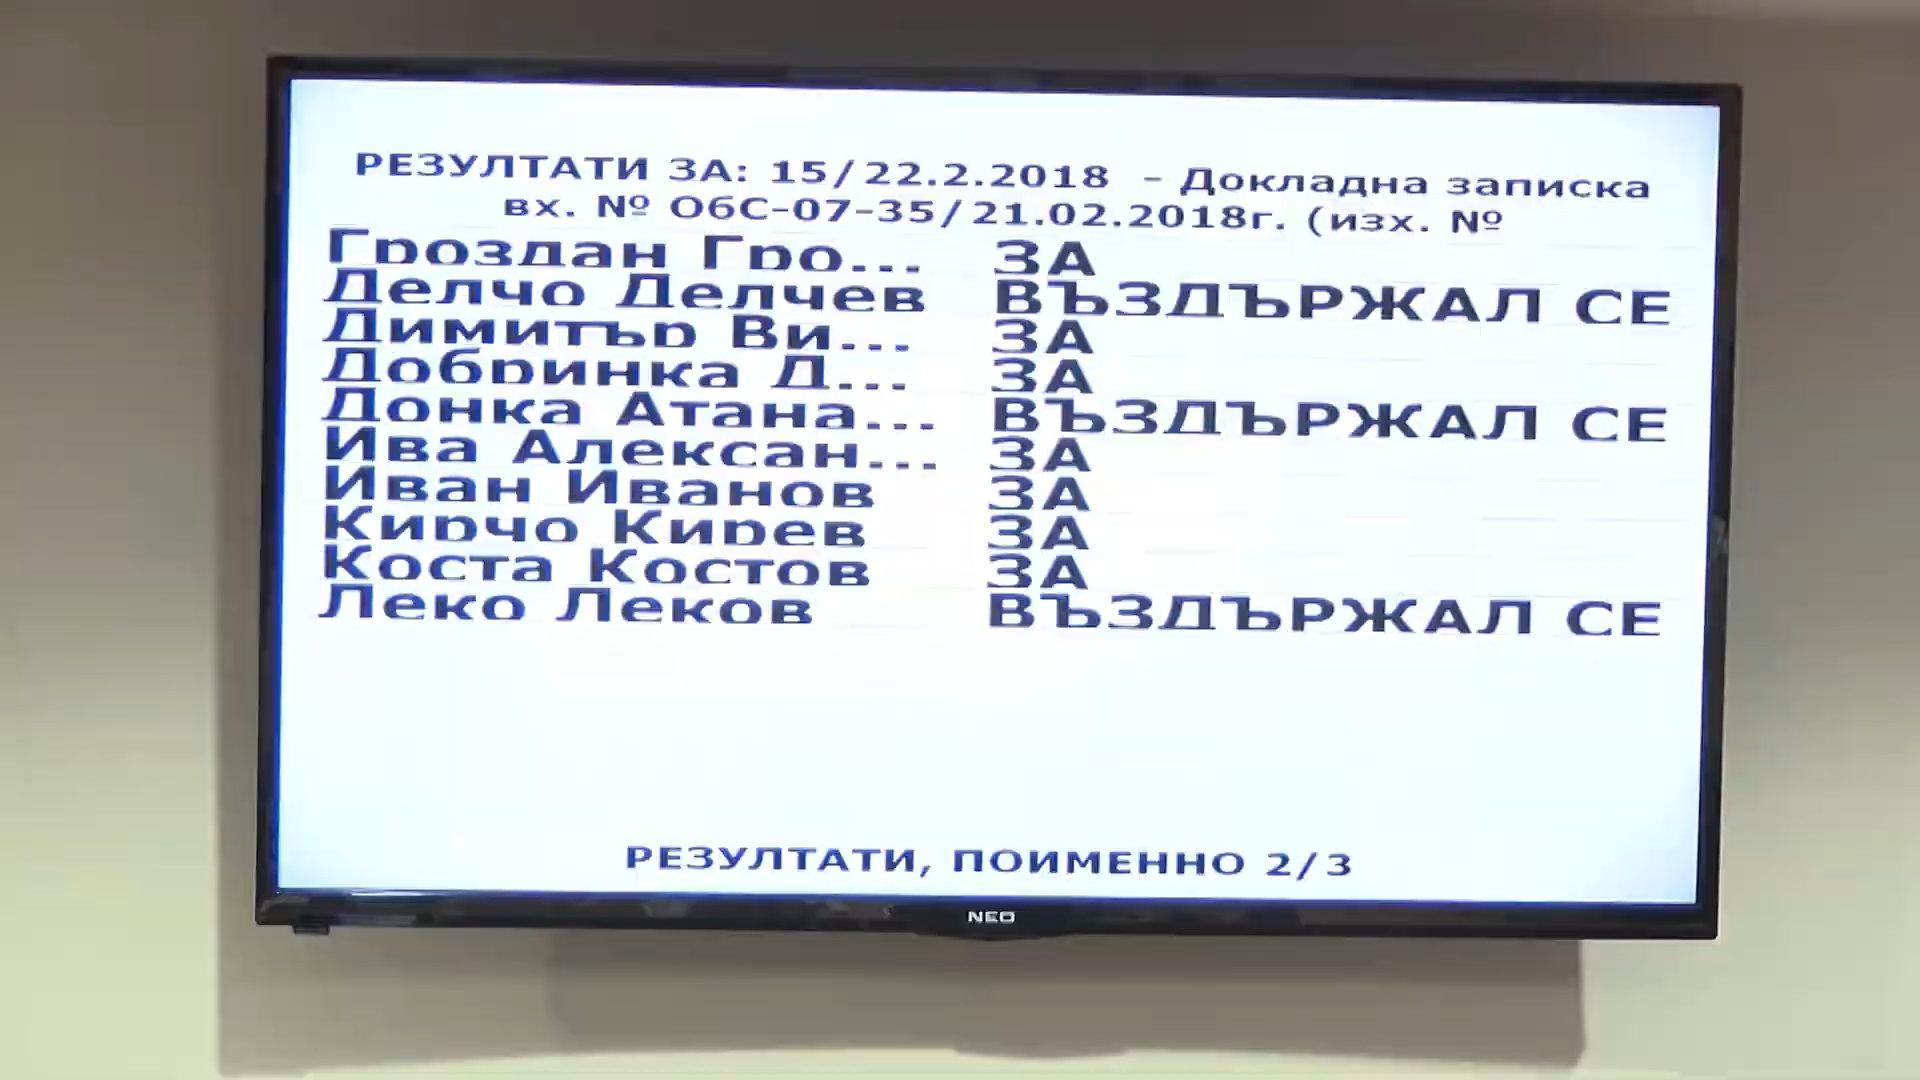 РЕЗУЛТАТИ ЗА: 15/22.2.2018 - Докладна записка
вх. № ОбС-07-35/21.02.2018г. (изх. №
Гроздан Гро... ЗА
Делчо Делчев ВЪЗДЪРЖАЛ СЕ
Димитър Ви... ЗА
Добринка Д... ЗА
Донка Атана... ВЪЗДЪРЖАЛ СЕ
Ива Алексан... ЗА
Иван Иванов ЗА
Кирчо Кирев ЗА
Коста Костов ЗА
Леко Леков ВЪЗДЪРЖАЛ СЕ
РЕЗУЛТАТИ, ПОИМЕННО 2/3
NEO